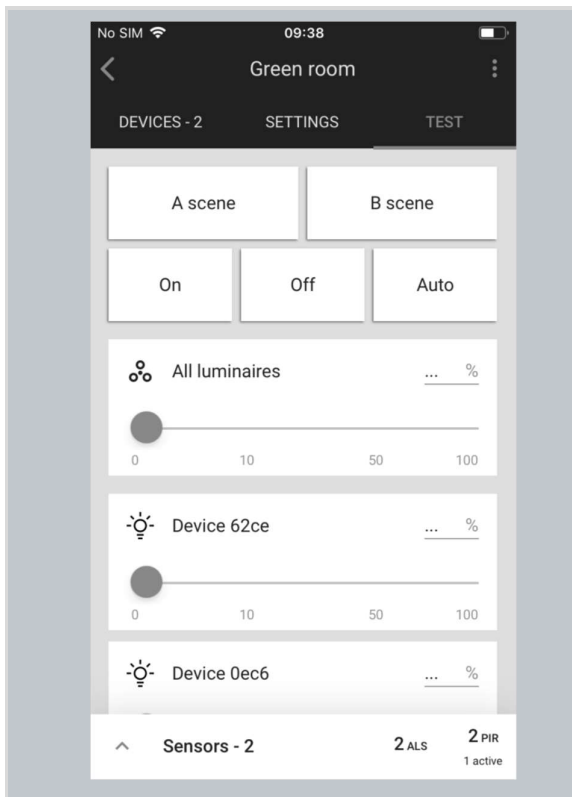 No SIM 09:38
Green room
DEVICES - 2 SETTINGS TEST
A scene B scene
On Off Auto
All luminaires ... %
0 10 50 100
Device 62ce ... %
0 10 50 100
Device 0ec6 ... %
Sensors - 2 2 ALS 2 PIR
1 active